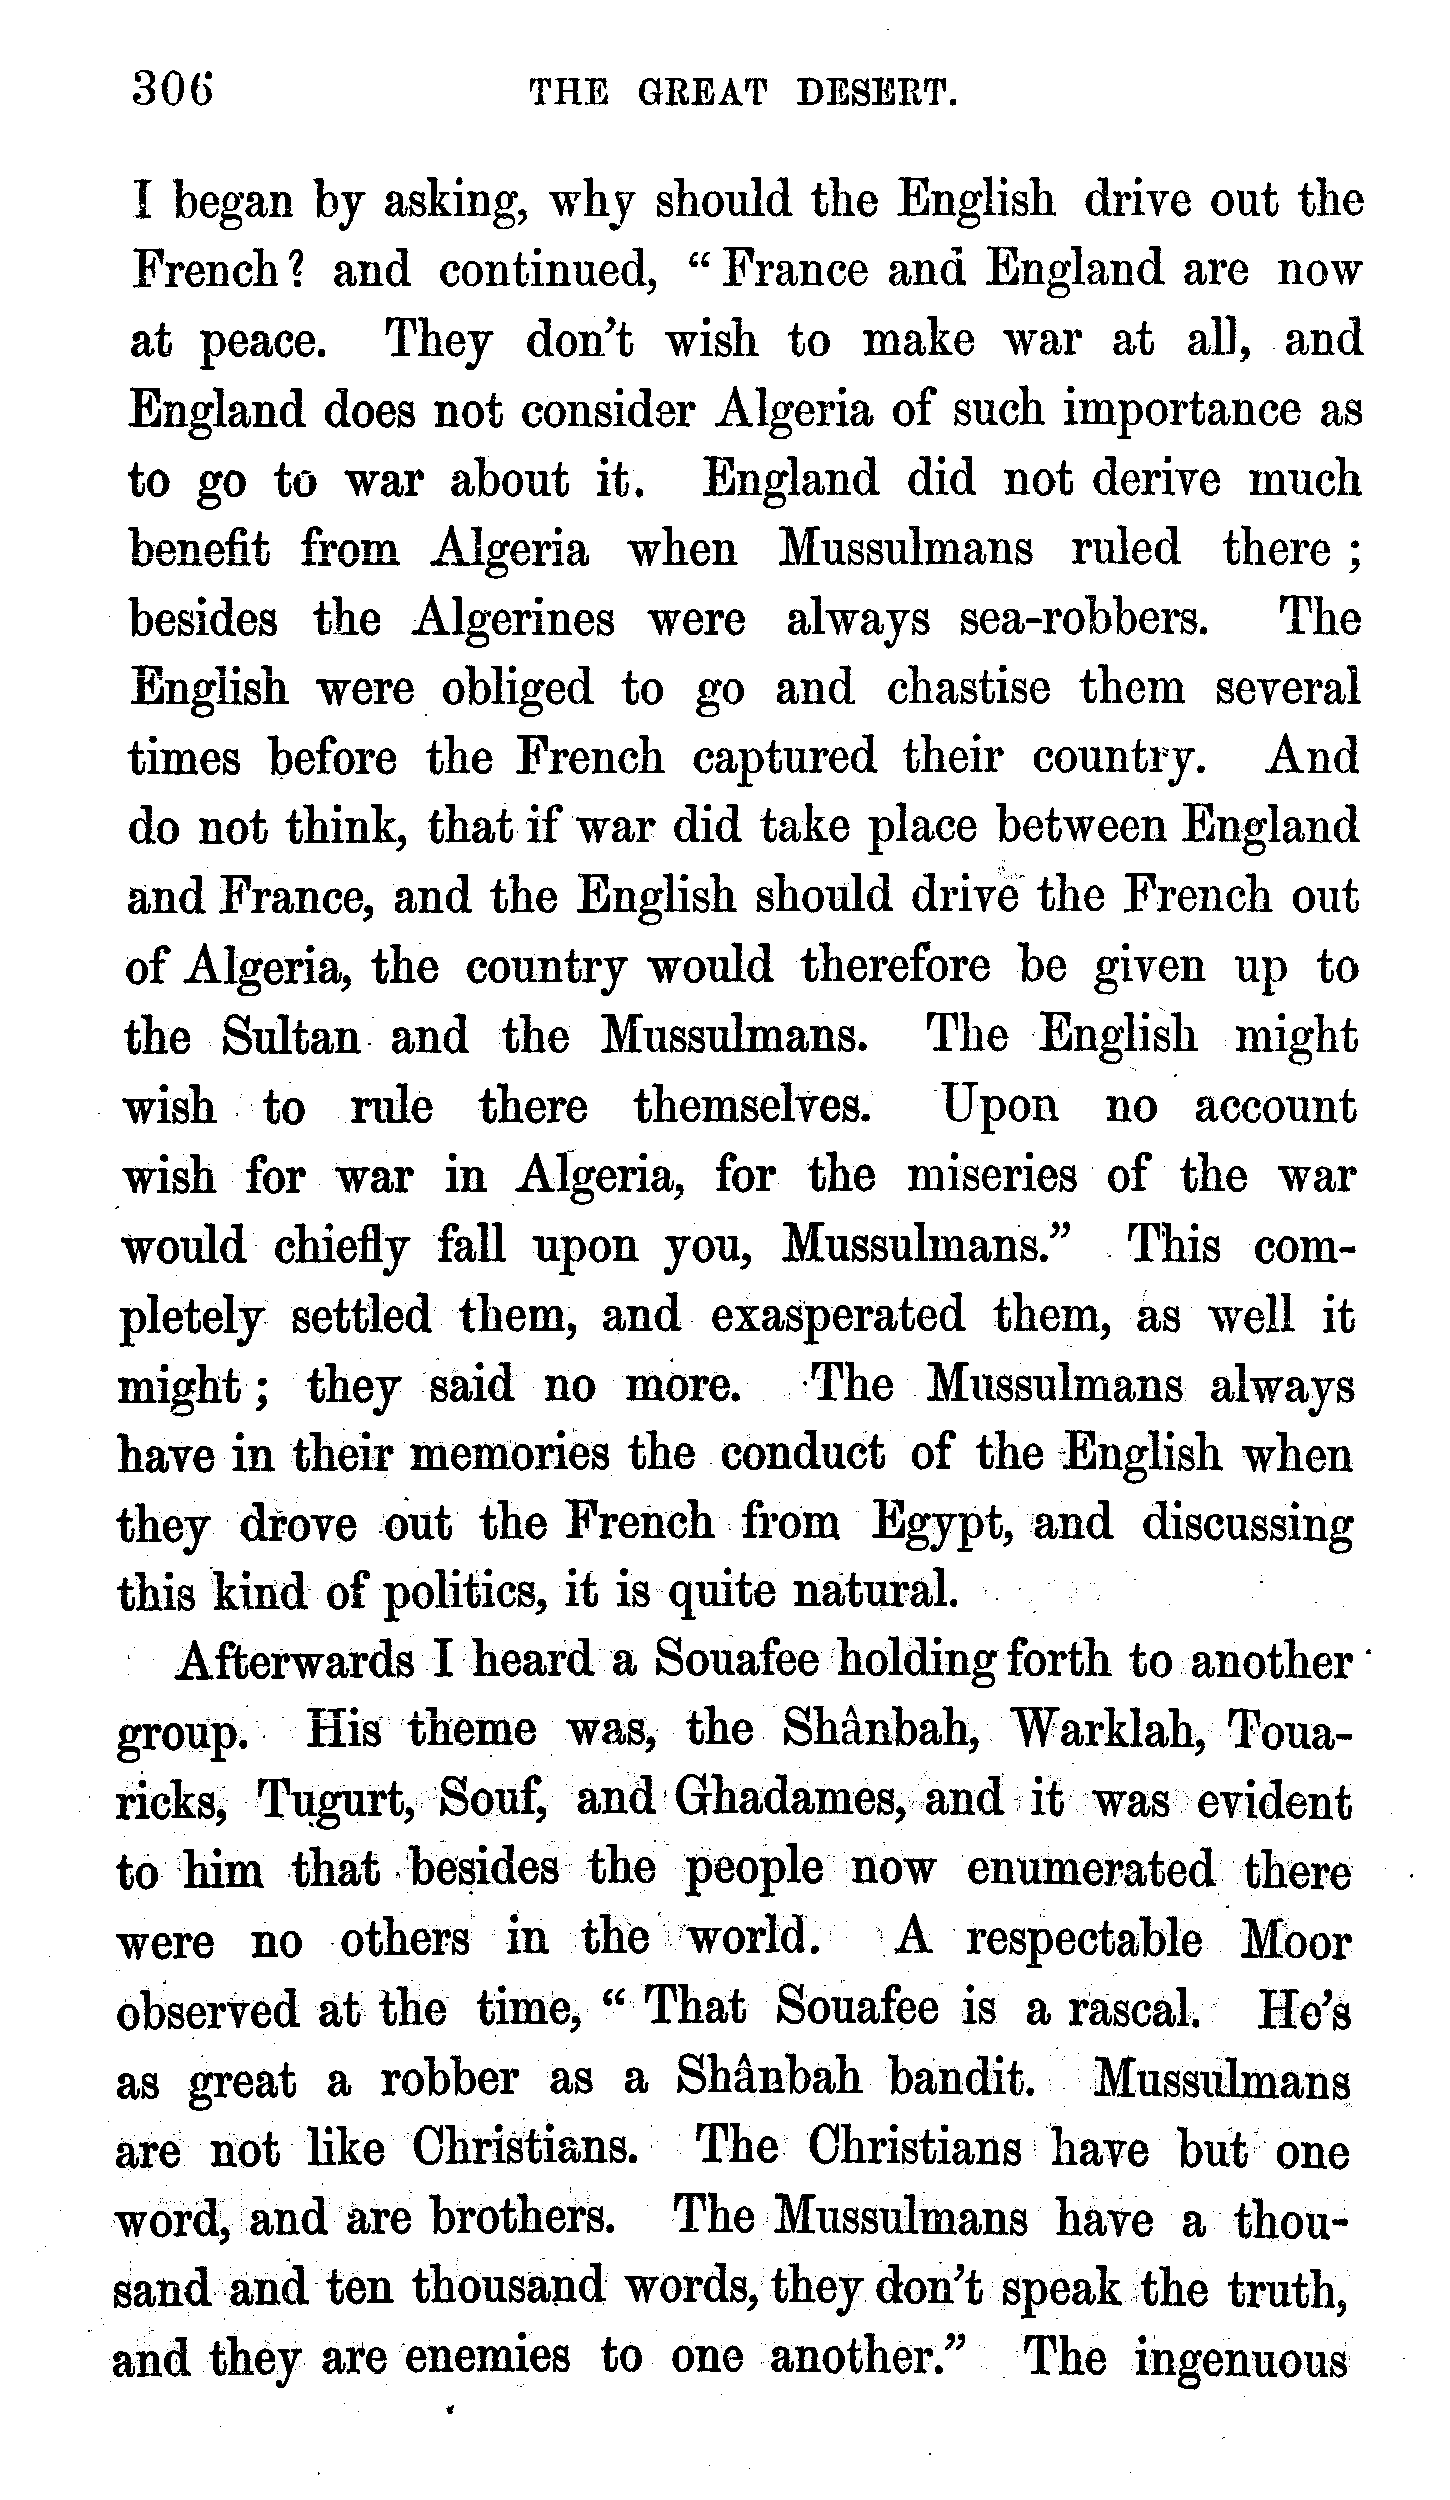 306 THE GREAT DESERT.
I began by asking, why should the English drive out the
French? and continued, “France and England are now
at peace. They don’t wish to make war at all, and
England does not consider Algeria of such importance as
to go to war about it. England did not derive much
benefit from Algeria when Mussulmans ruled there;
besides the Algerines were always sea-robbers. The
English were obliged to go and chastise them several
times before the French captured their country. And
do not think, that if war did take place between England
and France, and the English should drive the French out
of Algeria, the country would therefore be given up to
the Sultan and the Mussulmans. The English might
wish to rule there themselves. Upon no account
wish for war in Algeria, for the miseries of the war
would chiefly fall upon you, Mussulmans.” This com-
pletely settled them, and exasperated them, as well it
might; they said no more. The Mussulmans always
have in their memories the conduct of the English when
they drove out the French from Egypt, and discussing
this kind of politics, it is quite natural.
Afterwards I heard a Souafee holding forth to another
group. His theme was, the Shânbah, Warklah, Toua-
ricks, Tugurt, Souf, and Ghadames, and it was evident
to him that besides the people now enumerated there
were no others in the world. A respectable Moor
observed at the time, “That Souafee is a rascal. He’s
as great a robber as a Shânbah bandit. Mussulmans
are not like Christians. The Christians have but one
word, and are brothers. The Mussulmans have a thou-
sand and ten thousand words, they don’t speak the truth,
and they are enemies to one another.” The ingenuous